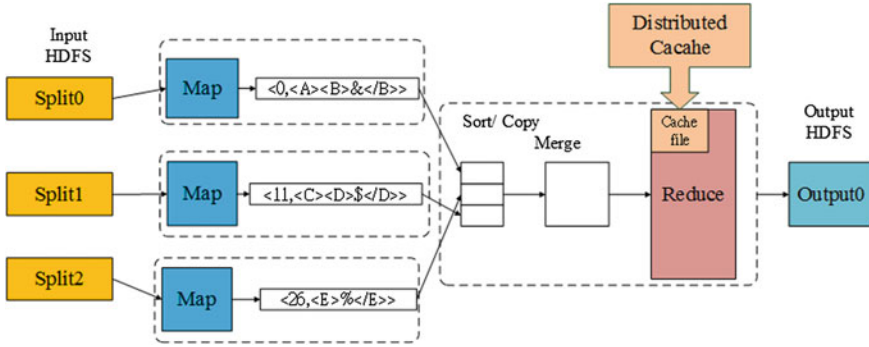 Input
HDFS
Split0
Map
<0,<A><B>&</B>>
Split1
Map
<11,<C><D>$</D>>
Split2
Map
<26,<E>%</E>>
Sort/ Copy
Merge
Distributed
Cacahe
Cache
file
Reduce
Output
HDFS
Output0